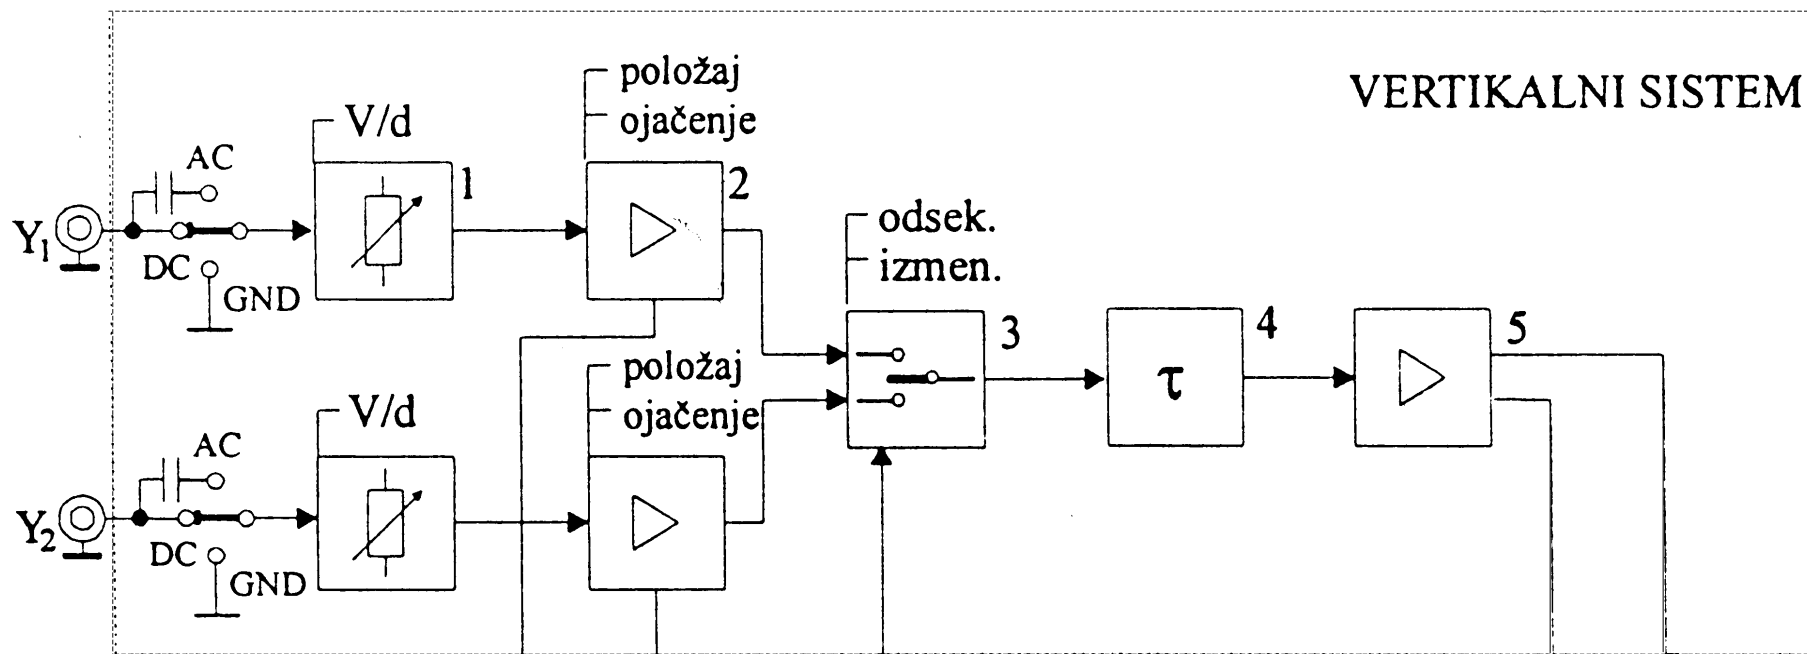 VERTIKALNI SISTEM
položaj
ojačenje
V/d
AC
1
2
Y1
DC
GND
odsek.
izmen.
3
4
5
τ
položaj
ojačenje
V/d
AC
Y2
DC
GND